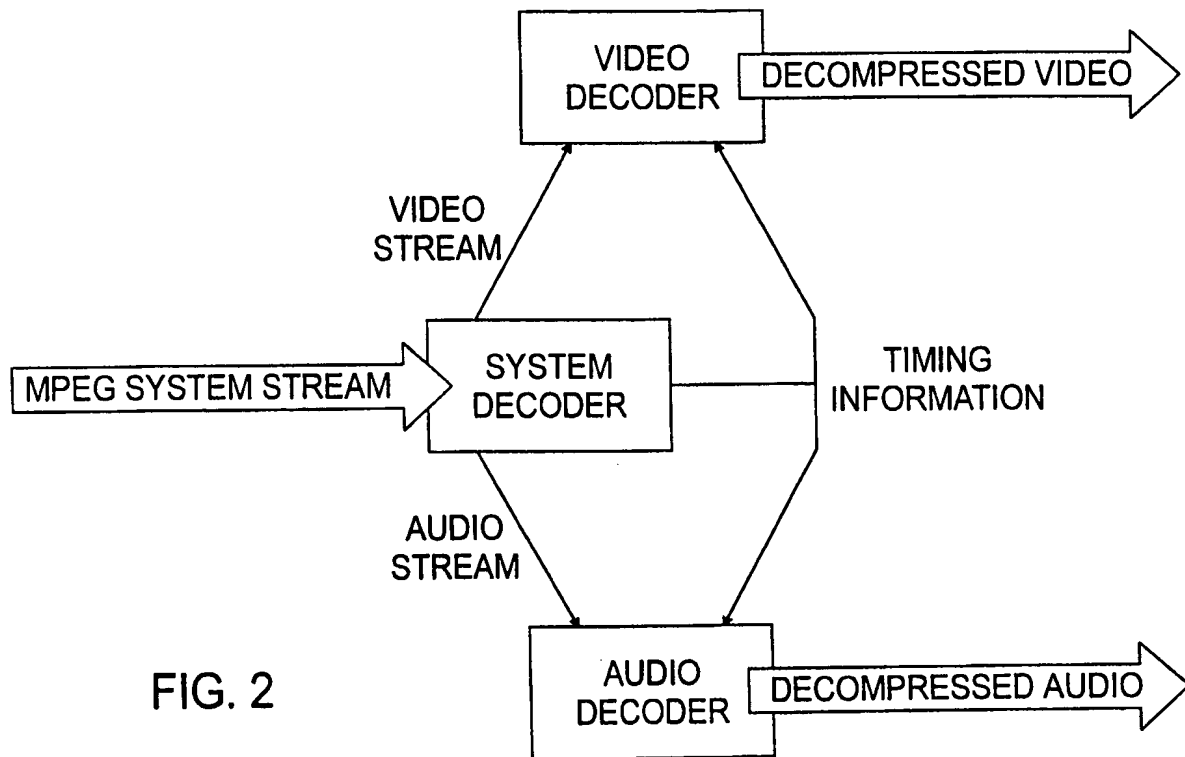 VIDEO
DECODER
DECOMPRESSED VIDEO
VIDEO
STREAM
MPEG SYSTEM STREAM
SYSTEM
DECODER
TIMING
INFORMATION
AUDIO
STREAM
AUDIO
DECODER
DECOMPRESSED AUDIO
FIG. 2